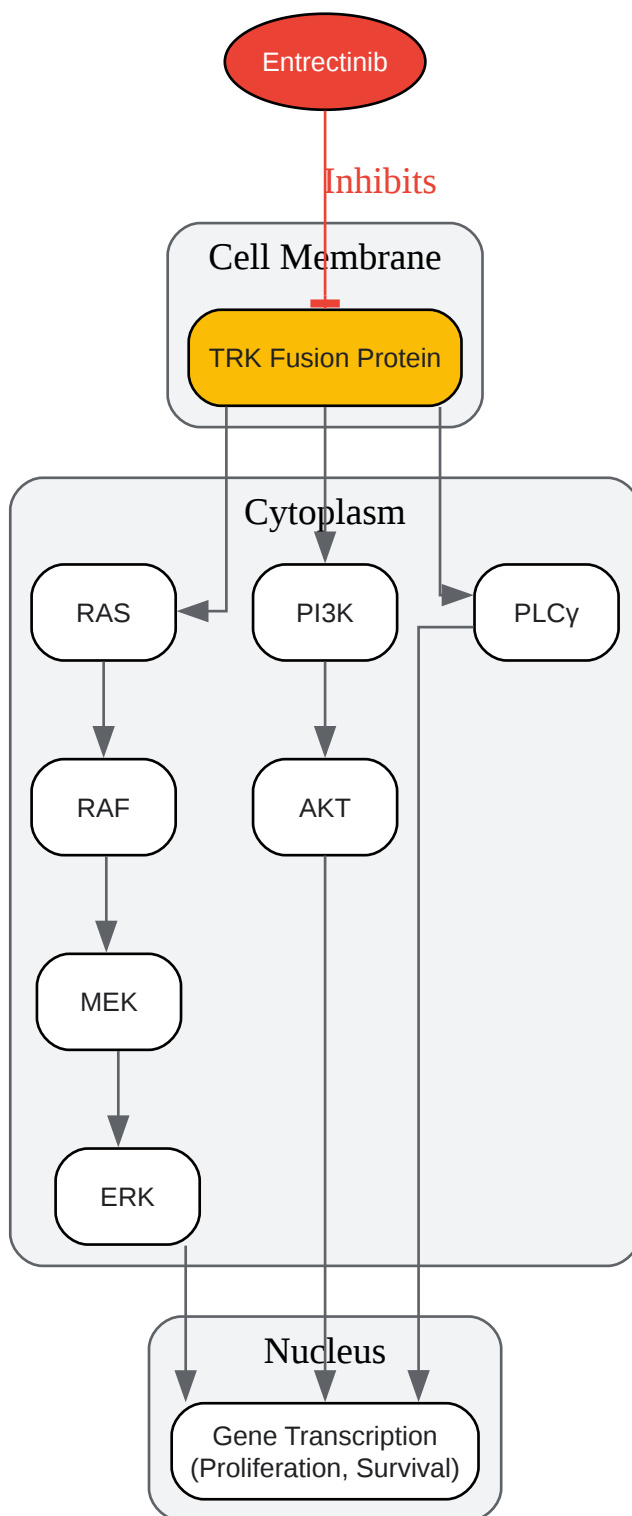 Entrectinib
Inhibits
Cell Membrane
TRK Fusion Protein
Cytoplasm
RAS
PI3K
PLCγ
RAF
AKT
MEK
ERK
Nucleus
Gene Transcription
(Proliferation, Survival)